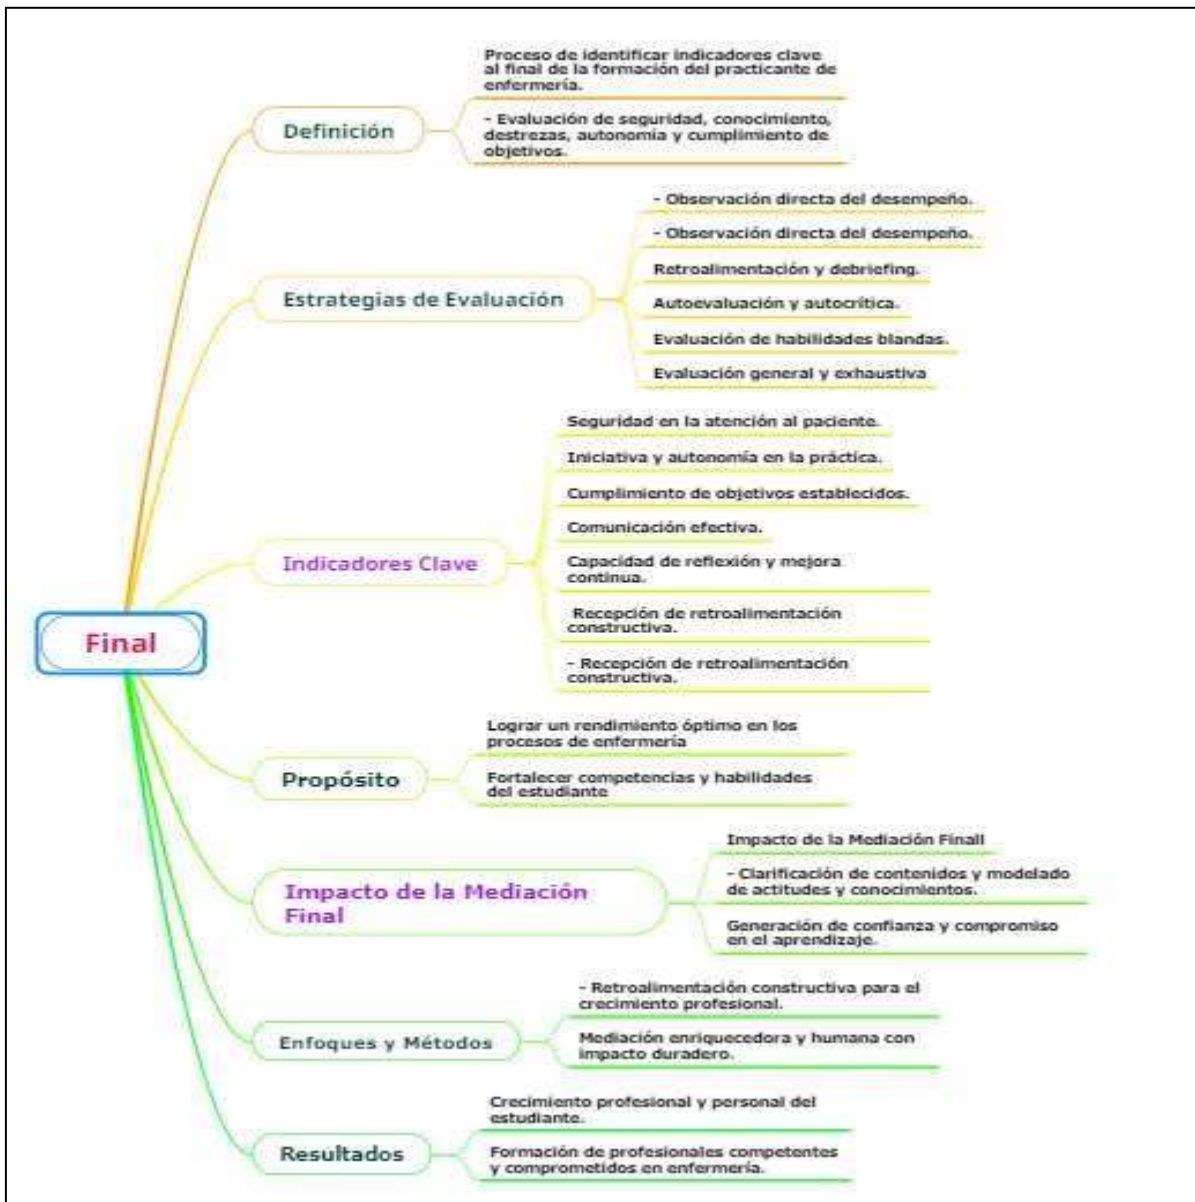 Proceso de identificar indicadores clave
al final de la formación del practicante de
enfermería.
Definición
- Evaluación de seguridad, conocimiento,
destrezas, autonomía y cumplimiento de
objetivos.
- Observación directa del desempeño.
- Observación directa del desempeño.
Retroalimentación y debriefing.
Estrategias de Evaluación
Autoevaluación y autocrítica.
Evaluación de habilidades blandas.
Evaluación general y exhaustiva
Seguridad en la atención al paciente.
Iniciativa y autonomía en la práctica.
Cumplimiento de objetivos establecidos.
Comunicación efectiva.
Indicadores Clave
Capacidad de reflexión y mejora
continua.
Recepción de retroalimentación
constructiva.
- Recepción de retroalimentación
constructiva.
Final
Lograr un rendimiento óptimo en los
procesos de enfermería
Propósito
Fortalecer competencias y habilidades
del estudiante
Impacto de la Mediación Finall
Impacto de la Mediación
Final
- Clarificación de contenidos y modelado
de actitudes y conocimientos.
Generación de confianza y compromiso
en el aprendizaje.
- Retroalimentación constructiva para el
crecimiento profesional.
Enfoques y Métodos
Mediación enriquecedora y humana con
impacto duradero.
Crecimiento profesional y personal del
estudiante.
Resultados
Formación de profesionales competentes
y comprometidos en enfermería.